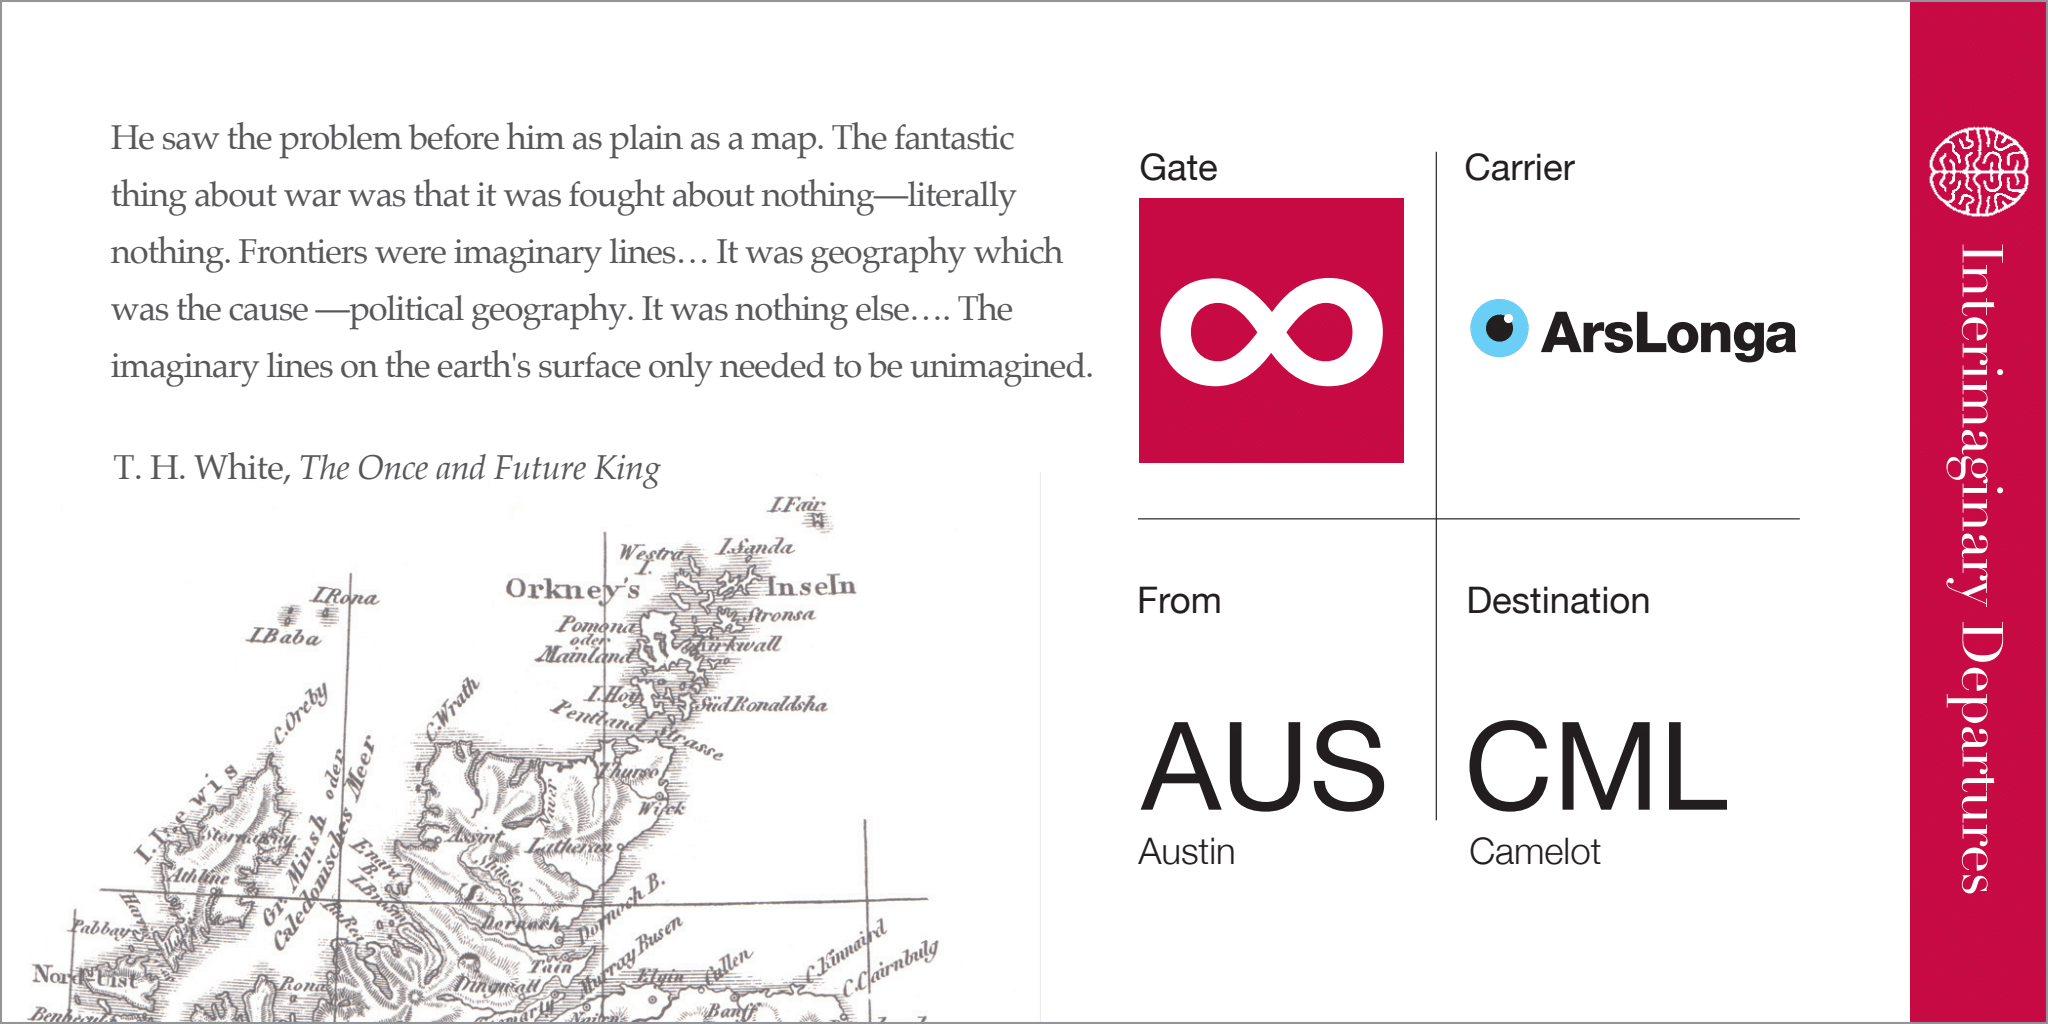 He saw the problem before him as plain as a map. The fantastic
thing about war was that it was fought about nothing—literally
nothing. Frontiers were imaginary lines… It was geography which
was the cause —political geography. It was nothing else…. The
imaginary lines on the earth's surface only needed to be unimagined.
T. H. White, The Once and Future King
I.Fair
Westra
I.
I.Sanda
Orkney's Inseln
I.Rona
I.Baba
Stronsa
Pomona
oder
Mainland
Kirkwall
I.Hoy
SüdRonaldsha
Pentland Strasse
C.Oreby
C.Wrath
I. Lewis
Gr. Minsh oder
Caledonisches Meer
Thurso
Wick
Assint
Latheran
Athline
Dornoch
Dornoch B.
Pabbay
Murray Busen
Tain
Nord Uist
Rona
Dingwall
Elgin
Cullen
C.Kinnaird
C.Cairnbulg
Nairn
Banff
Gate
Carrier
ArsLonga
From
Destination
AUS
CML
Austin
Camelot
Interimaginary Departures